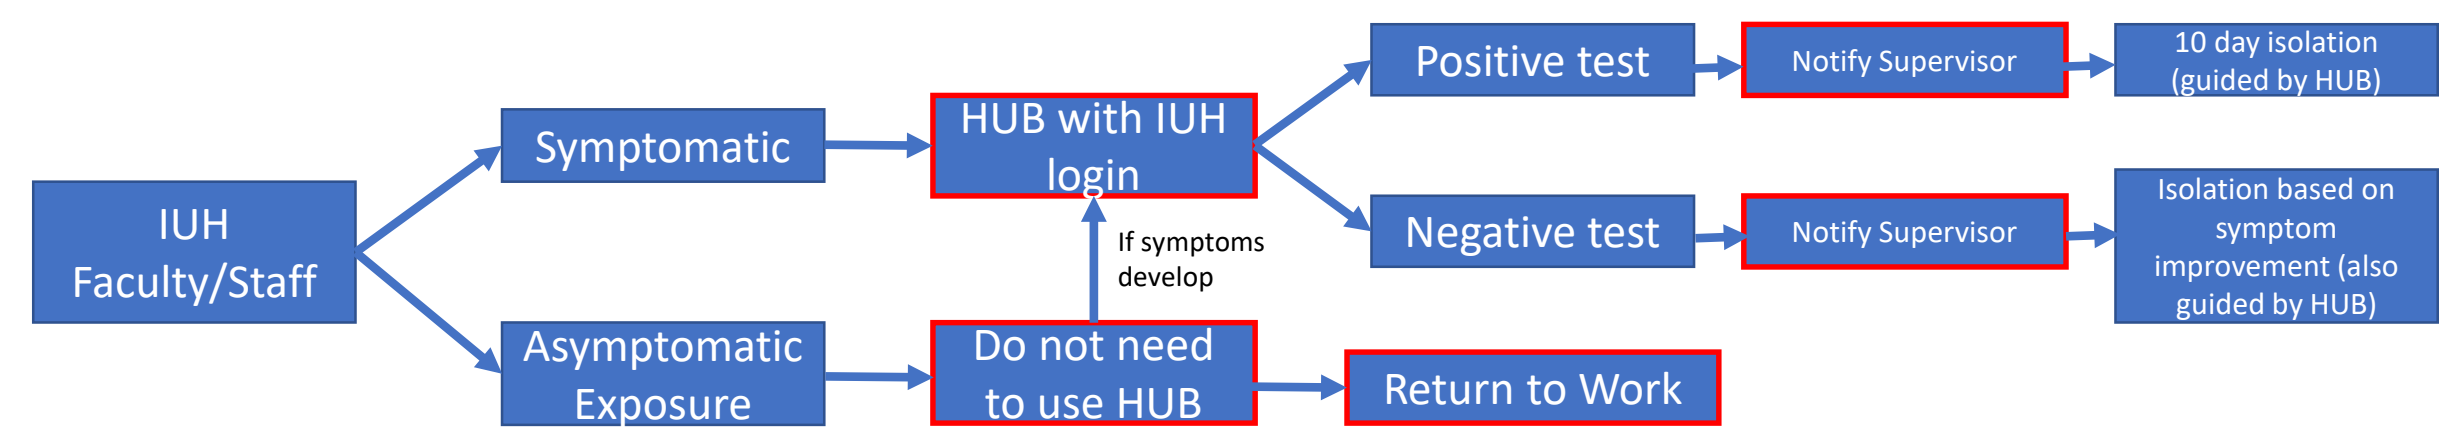 IUH
Faculty/Staff
Symptomatic
HUB with IUH
login
Positive test
Notify Supervisor
10 day isolation
(guided by HUB)
Negative test
Notify Supervisor
Isolation based on
symptom
improvement (also
guided by HUB)
If symptoms
develop
Asymptomatic
Exposure
Do not need
to use HUB
Return to Work